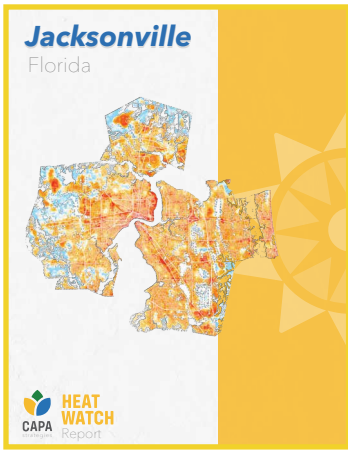 Jacksonville
Florida
CAPA
strategies
HEAT
WATCH
Report